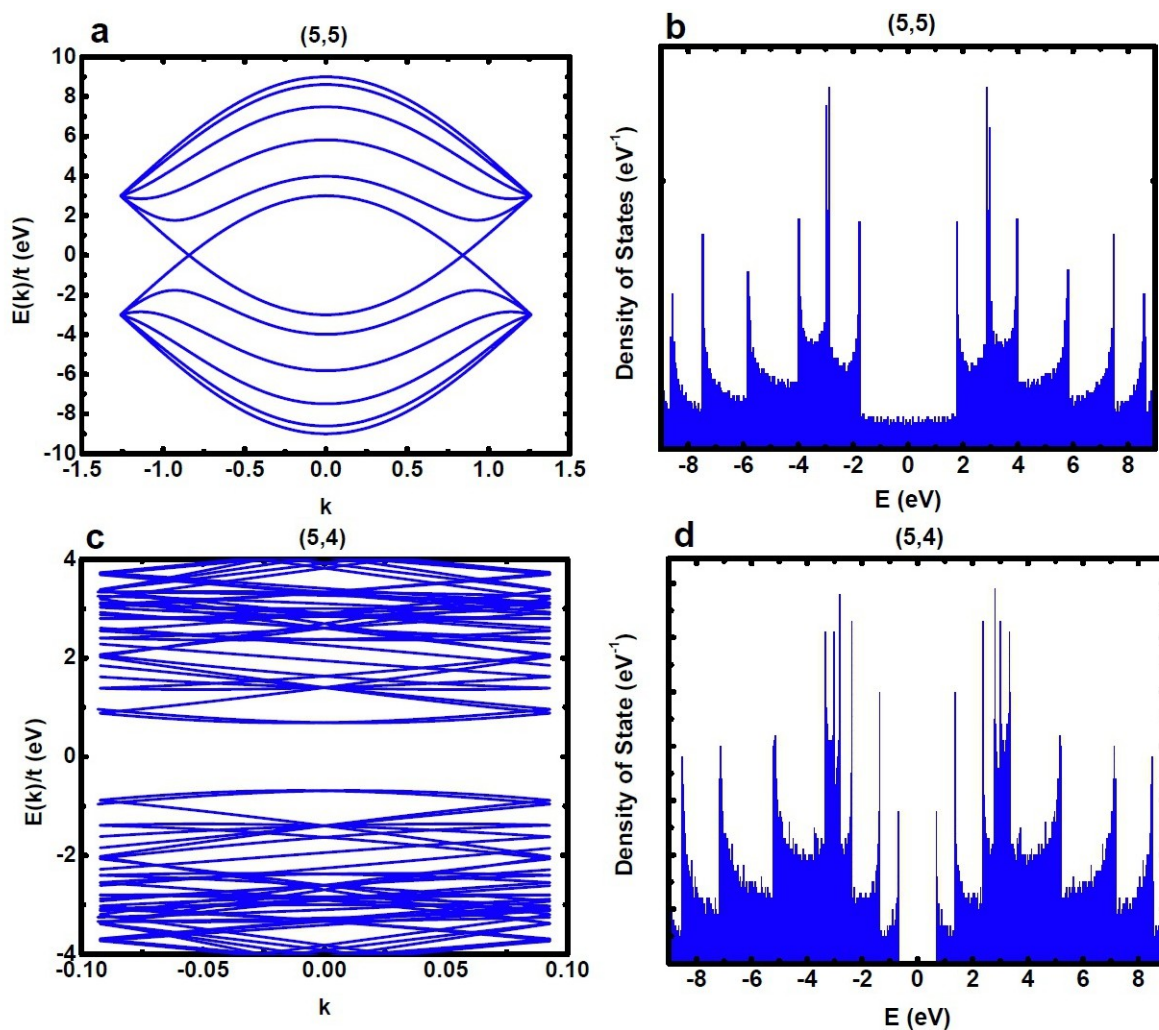 a
(5,5)
10
8
6
4
2
0
-2
-4
-6
-8
-10
E(k)/t (eV)
-1.5 -1.0 -0.5 0.0 0.5 1.0 1.5
k
b
(5,5)
Density of States (eV⁻¹)
-8 -6 -4 -2 0 2 4 6 8
E (eV)
c
(5,4)
4
2
0
-2
-4
E(k)/t (eV)
-0.10 -0.05 0.00 0.05 0.10
k
d
(5,4)
Density of State (eV⁻¹)
-8 -6 -4 -2 0 2 4 6 8
E (eV)